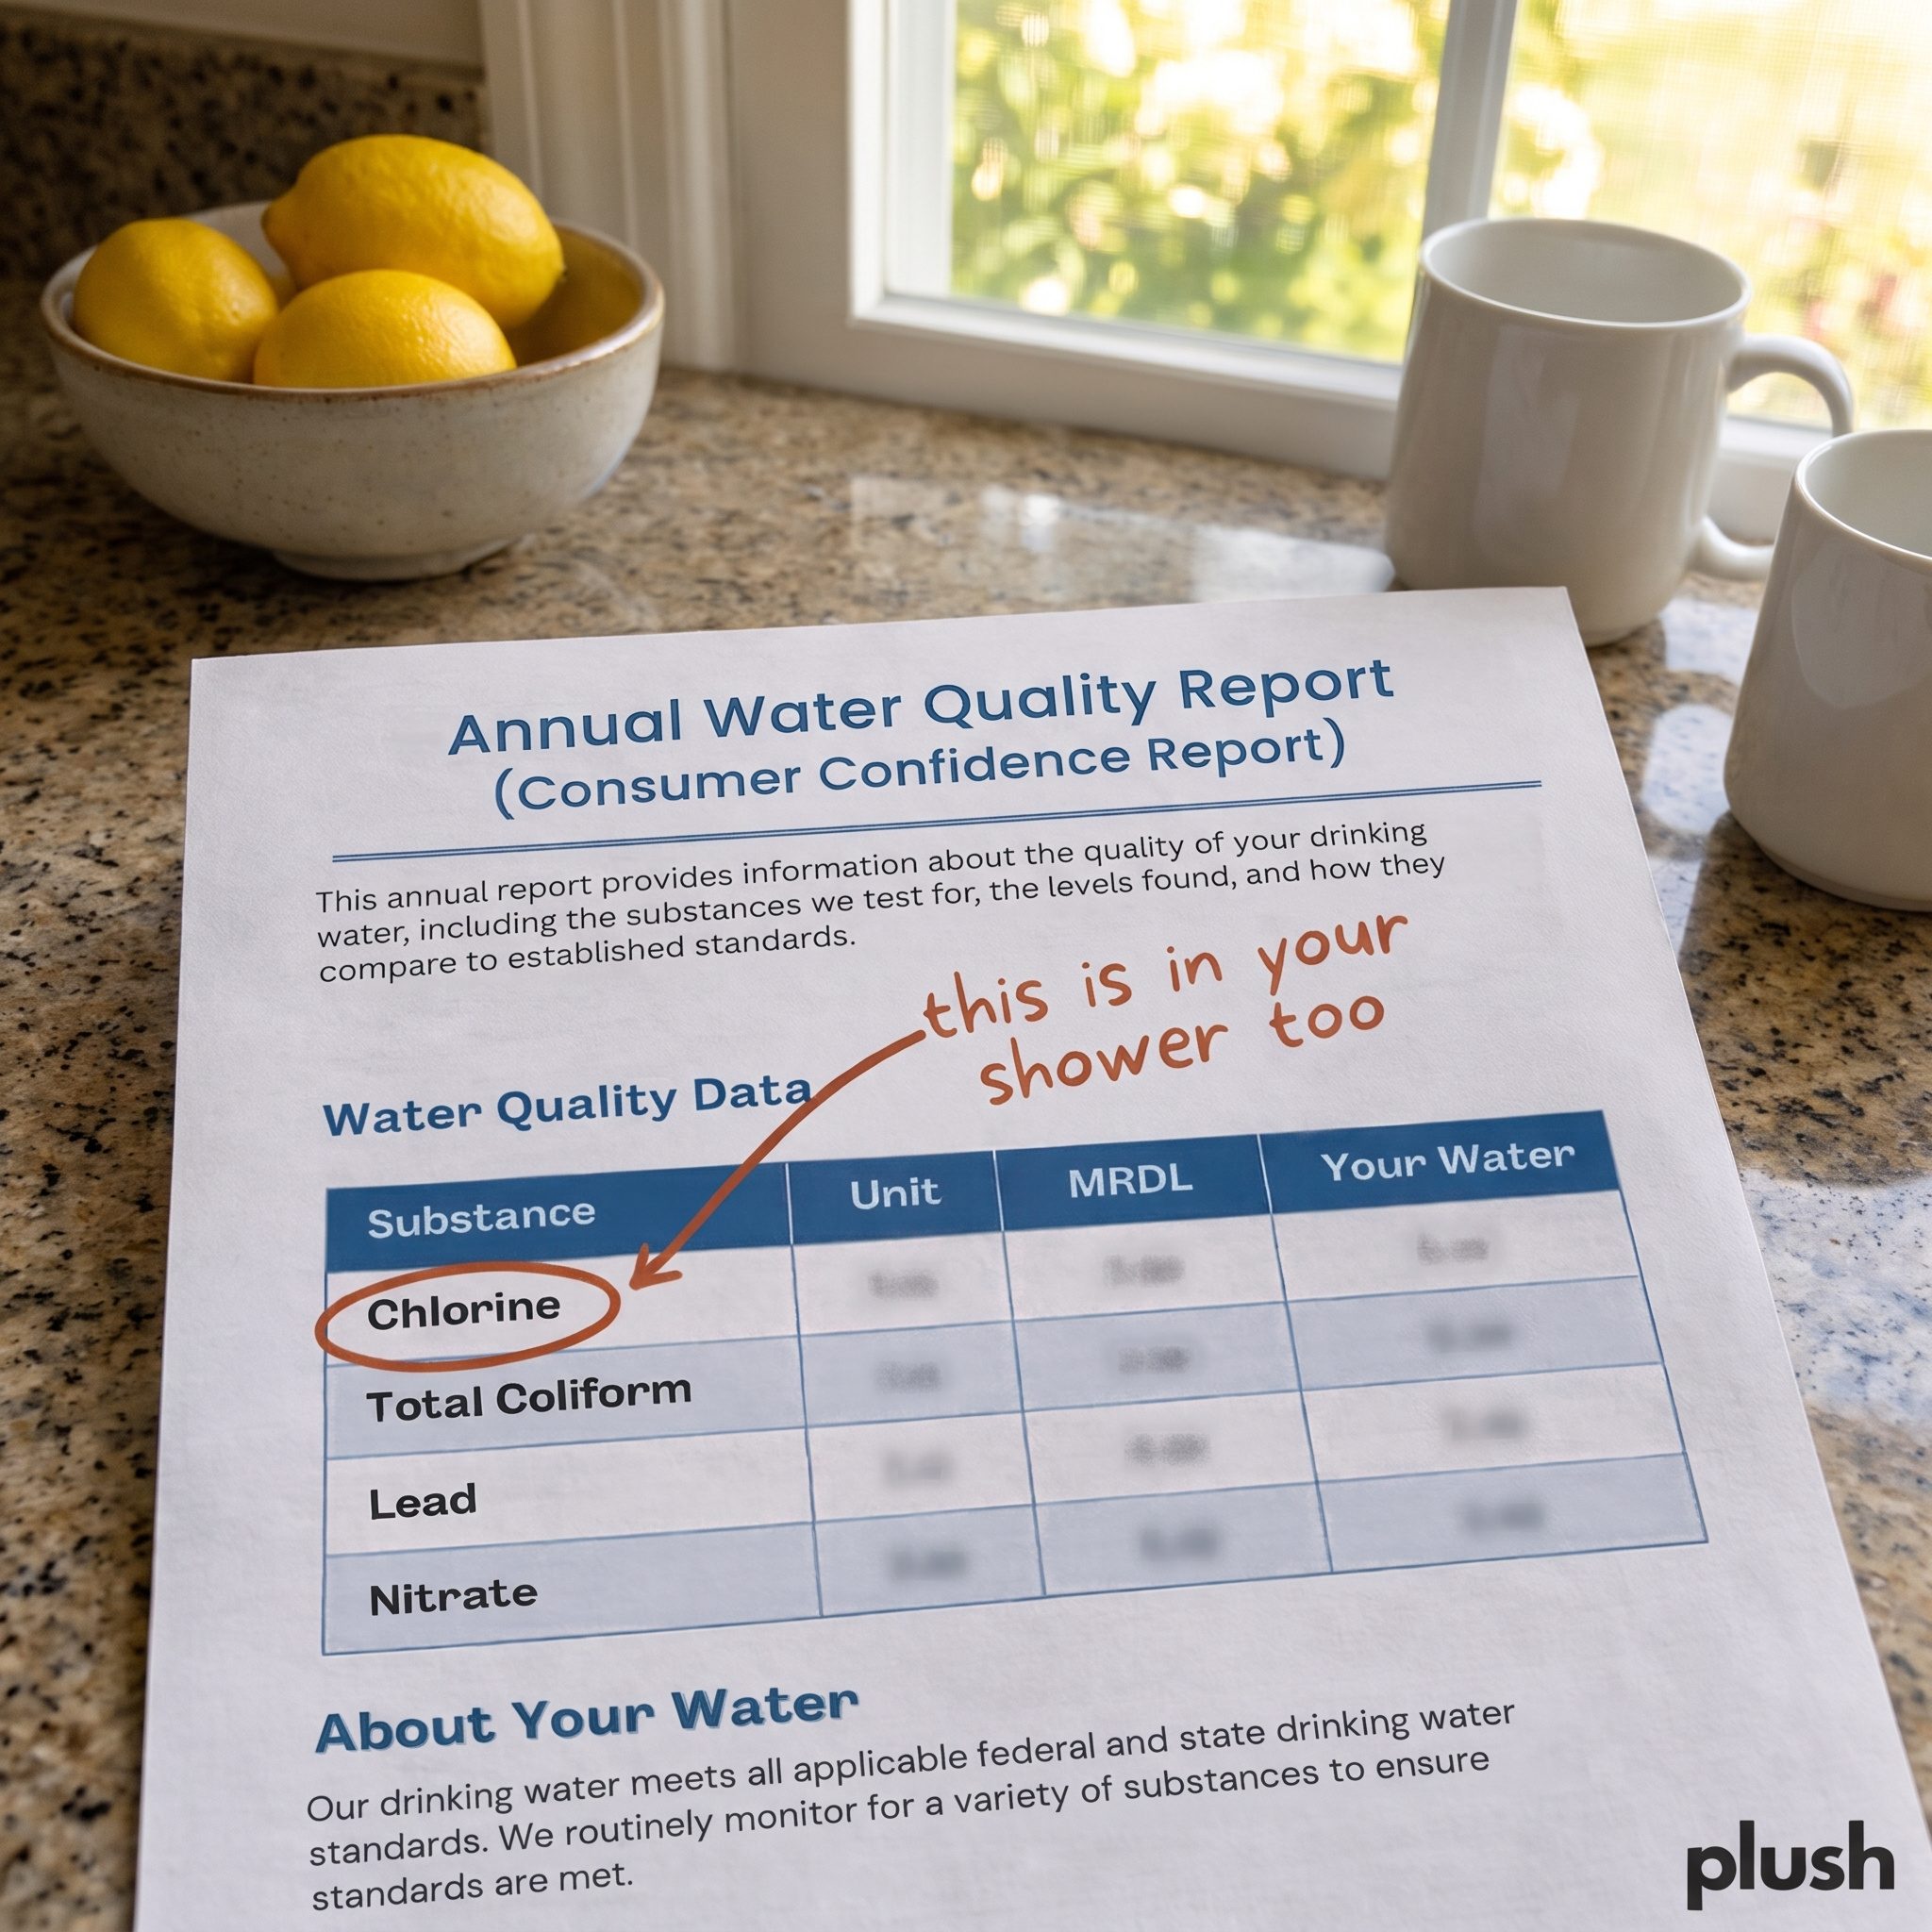 Annual Water Quality Report
(Consumer Confidence Report)
This annual report provides information about the quality of your drinking
water, including the substances we test for, the levels found, and how they
compare to established standards.
this is in your
shower too
Water Quality Data
Substance Unit MRDL Your Water
Chlorine
Total Coliform
Lead
Nitrate
About Your Water
Our drinking water meets all applicable federal and state drinking water
standards. We routinely monitor for a variety of substances to ensure
standards are met.
plush